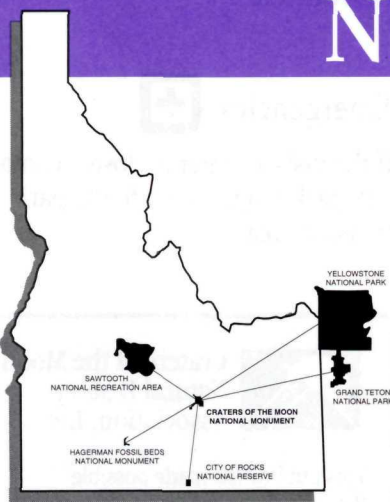 N
YELLOWSTONE
NATIONAL PARK
SAWTOOTH
NATIONAL RECREATION AREA
GRAND TETON
NATIONAL PARK
CRATERS OF THE MOON
NATIONAL MONUMENT
HAGERMAN FOSSIL BEDS
NATIONAL MONUMENT
CITY OF ROCKS
NATIONAL RESERVE